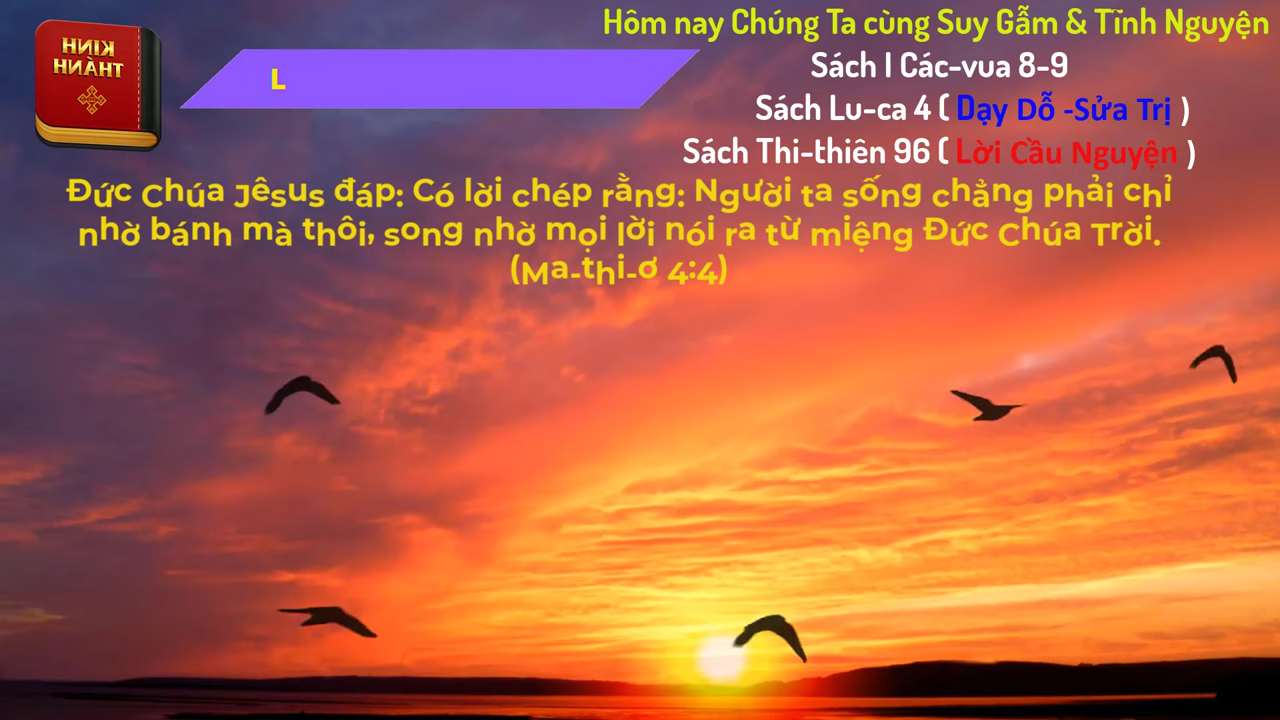 KINH
THÀNH
L
Hôm nay Chúng Ta cùng Suy Gẫm & Tĩnh Nguyện
Sách I Các-vua 8-9
Sách Lu-ca 4 ( Dạy Dỗ -Sửa Trị )
Sách Thi-thiên 96 ( Lời Cầu Nguyện )
Đức Chúa Jêsus đáp: Có lời chép rằng: Người ta sống chẳng phải chỉ
nhờ bánh mà thôi, song nhờ mọi lời nói ra từ miệng Đức Chúa Trời.
(Ma-thi-ơ 4:4)